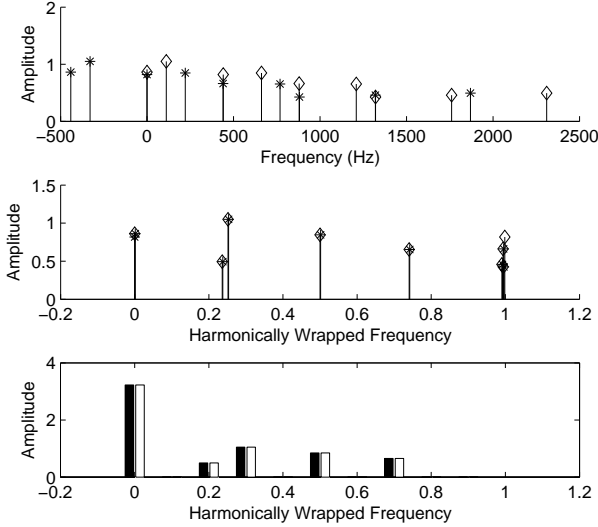 2
1
0
Amplitude
−500 0 500 1000 1500 2000 2500
Frequency (Hz)
1.5
1
0.5
0
Amplitude
−0.2 0 0.2 0.4 0.6 0.8 1 1.2
Harmonically Wrapped Frequency
4
2
0
Amplitude
−0.2 0 0.2 0.4 0.6 0.8 1 1.2
Harmonically Wrapped Frequency